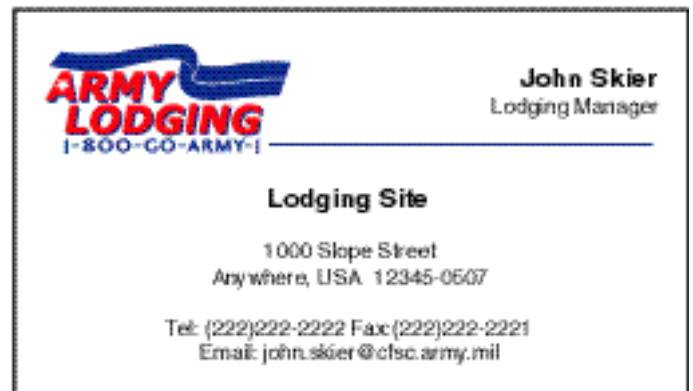 ARMY
LODGING
1-800-GO-ARMY-1
John Skier
Lodging Manager
Lodging Site
1000 Slope Street
Anywhere, USA 12345-0507
Tel: (222)222-2222 Fax:(222)222-2221
Email: john.skier@cfsc.army.mil